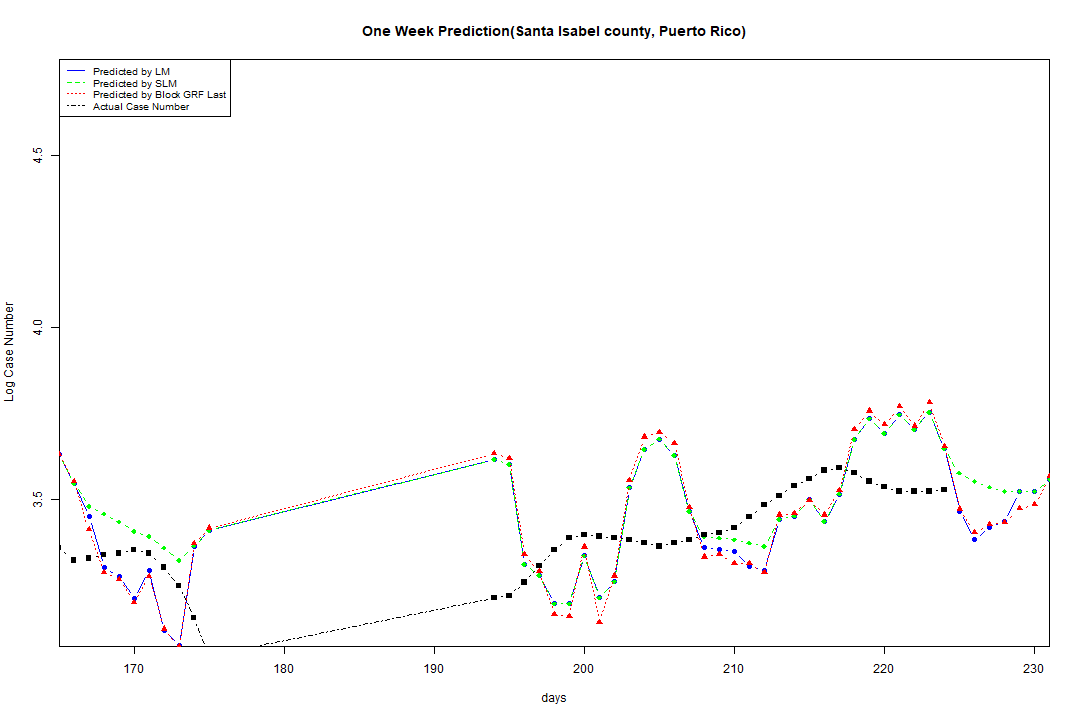 One Week Prediction(Santa Isabel county, Puerto Rico)
Predicted by LM
Predicted by SLM
Predicted by Block GRF Last
Actual Case Number
4.5
4.0
3.5
Log Case Number
170 180 190 200 210 220 230
days